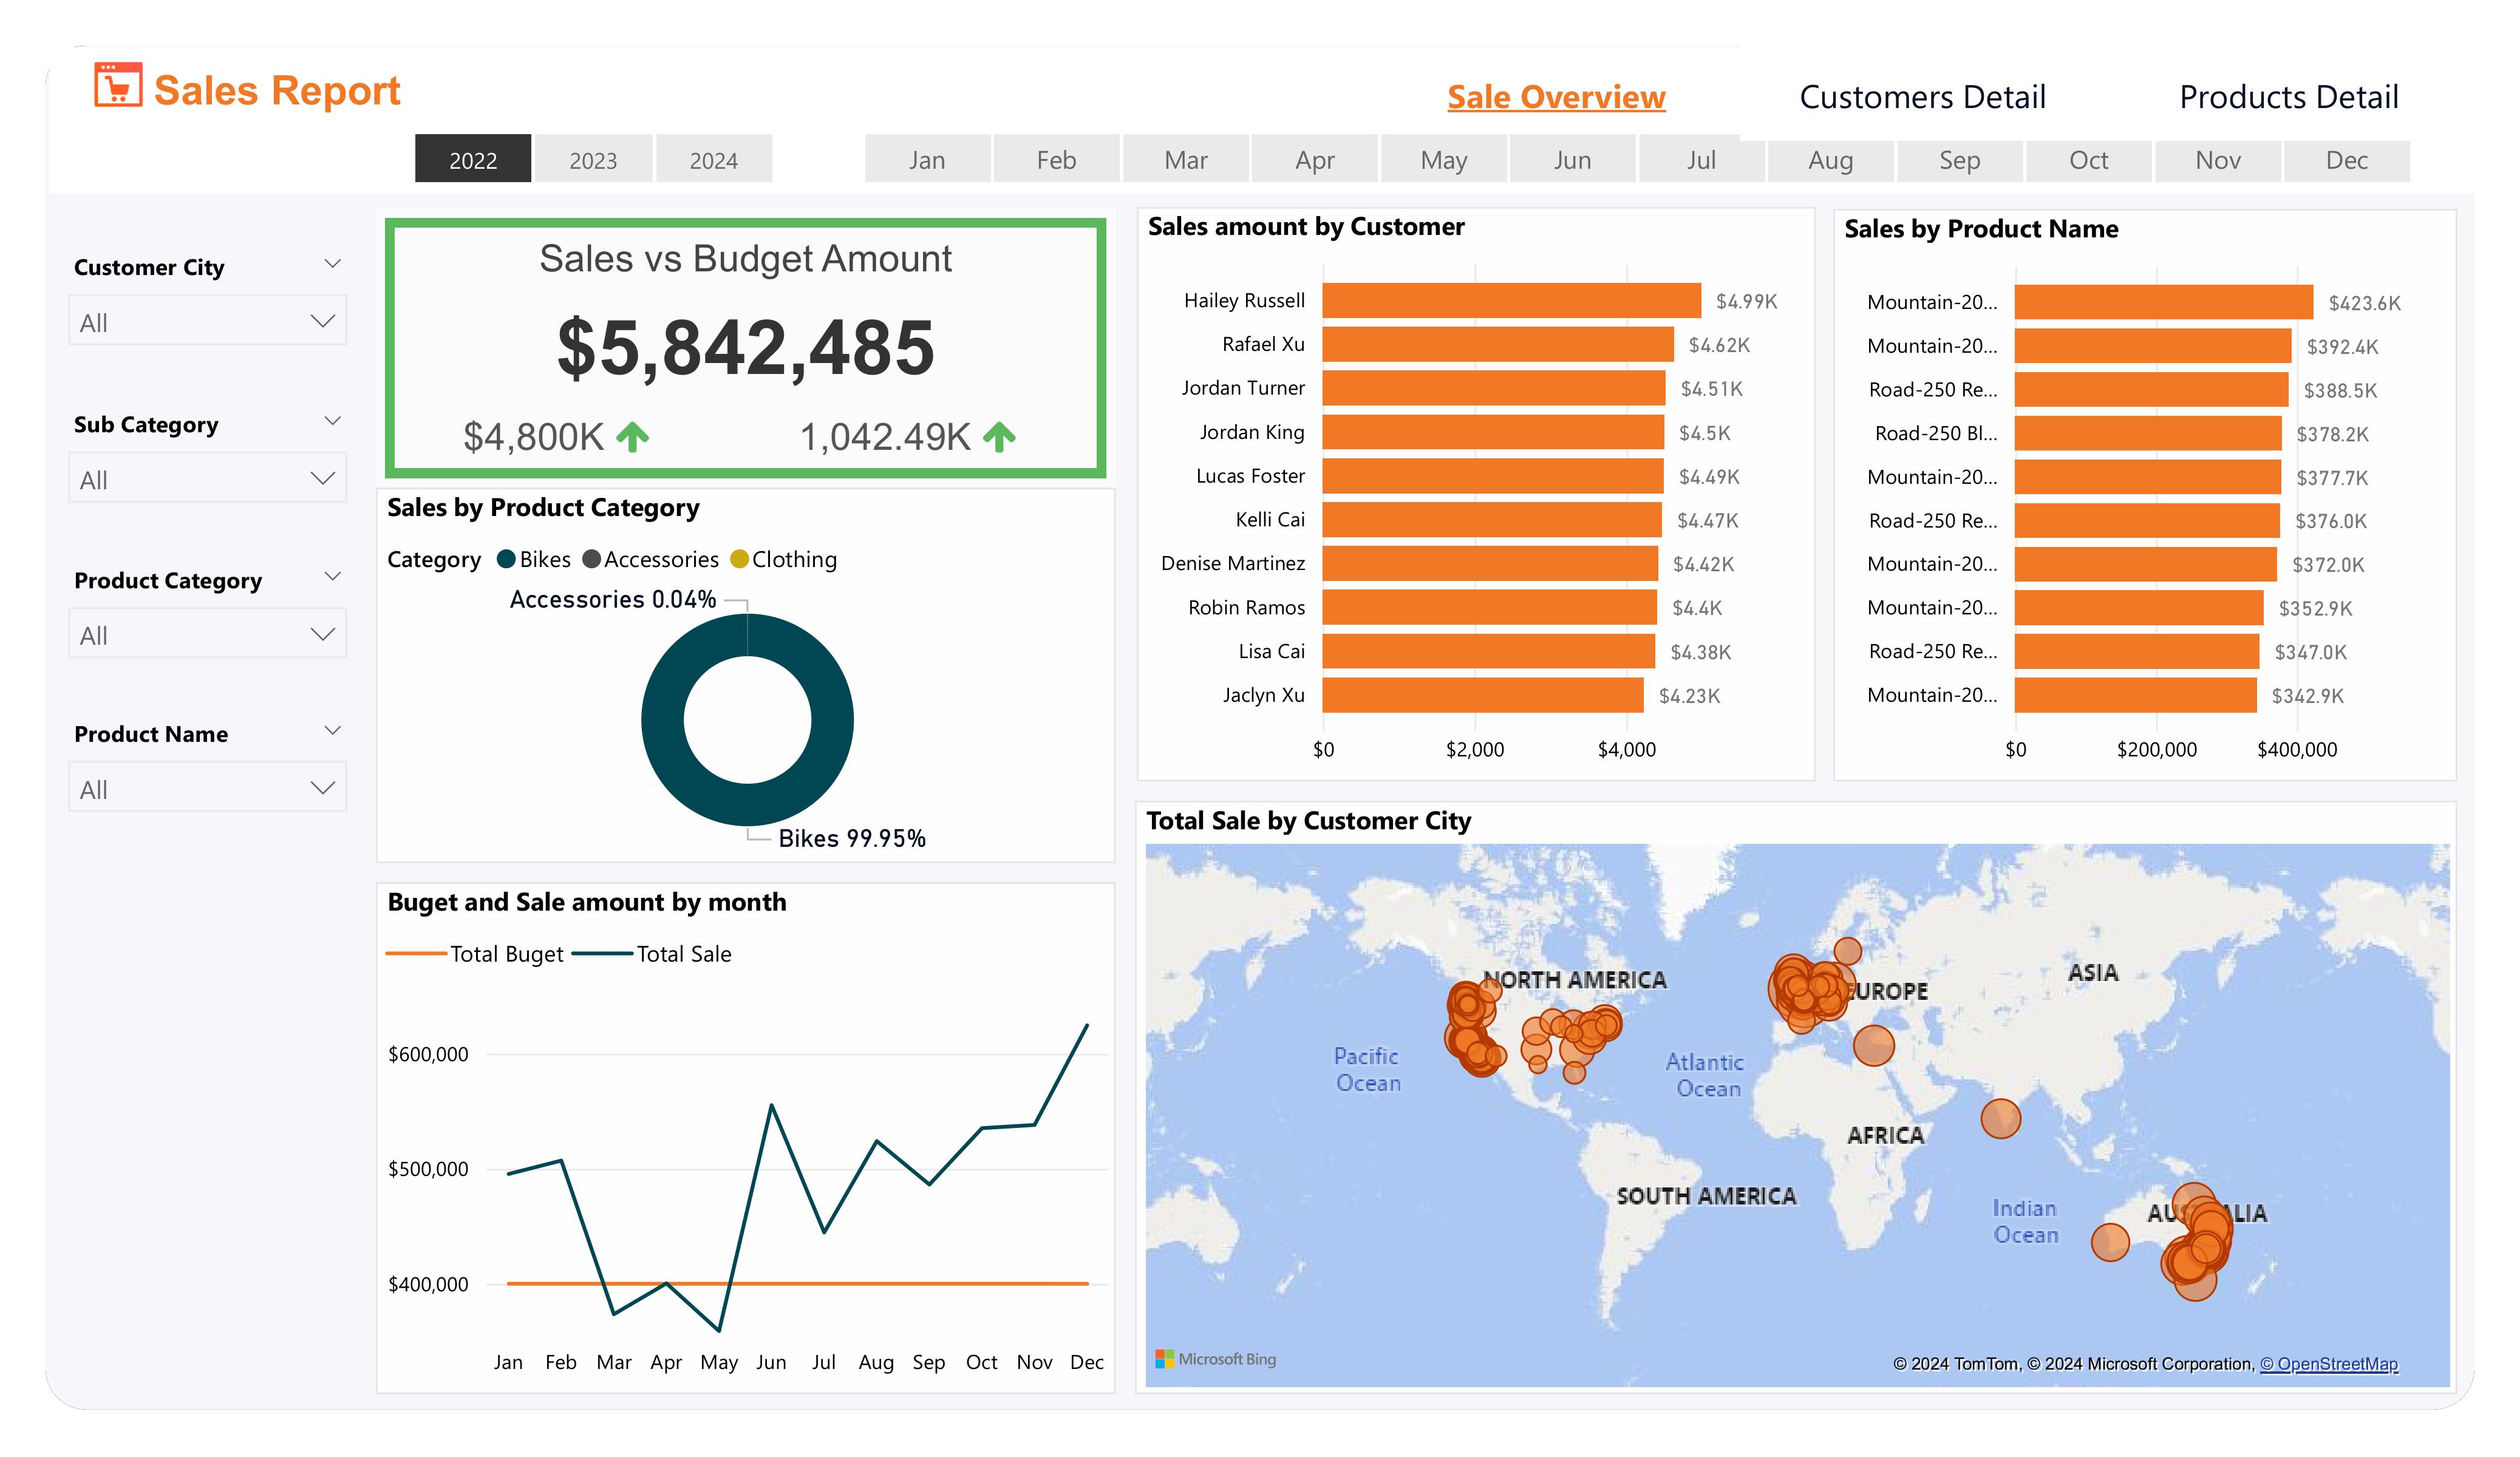 Sales Report
Sale Overview
Customers Detail
Products Detail
2022 2023 2024
Jan Feb Mar Apr May Jun Jul Aug Sep Oct Nov Dec
Customer City
All
Sub Category
All
Product Category
All
Product Name
All
Sales vs Budget Amount
$5,842,485
$4,800K 1,042.49K
Sales by Product Category
Category Bikes Accessories Clothing
Accessories 0.04%
Bikes 99.95%
Buget and Sale amount by month
Total Buget Total Sale
$600,000
$500,000
$400,000
Jan Feb Mar Apr May Jun Jul Aug Sep Oct Nov Dec
Sales amount by Customer
Hailey Russell $4.99K
Rafael Xu $4.62K
Jordan Turner $4.51K
Jordan King $4.5K
Lucas Foster $4.49K
Kelli Cai $4.47K
Denise Martinez $4.42K
Robin Ramos $4.4K
Lisa Cai $4.38K
Jaclyn Xu $4.23K
$0 $2,000 $4,000
Sales by Product Name
Mountain-20... $423.6K
Mountain-20... $392.4K
Road-250 Re... $388.5K
Road-250 Bl... $378.2K
Mountain-20... $377.7K
Road-250 Re... $376.0K
Mountain-20... $372.0K
Mountain-20... $352.9K
Road-250 Re... $347.0K
Mountain-20... $342.9K
$0 $200,000 $400,000
Total Sale by Customer City
NORTH AMERICA
EUROPE
ASIA
Pacific
Ocean
Atlantic
Ocean
AFRICA
SOUTH AMERICA
Indian
Ocean
AUSTRALIA
Microsoft Bing
© 2024 TomTom, © 2024 Microsoft Corporation, © OpenStreetMap